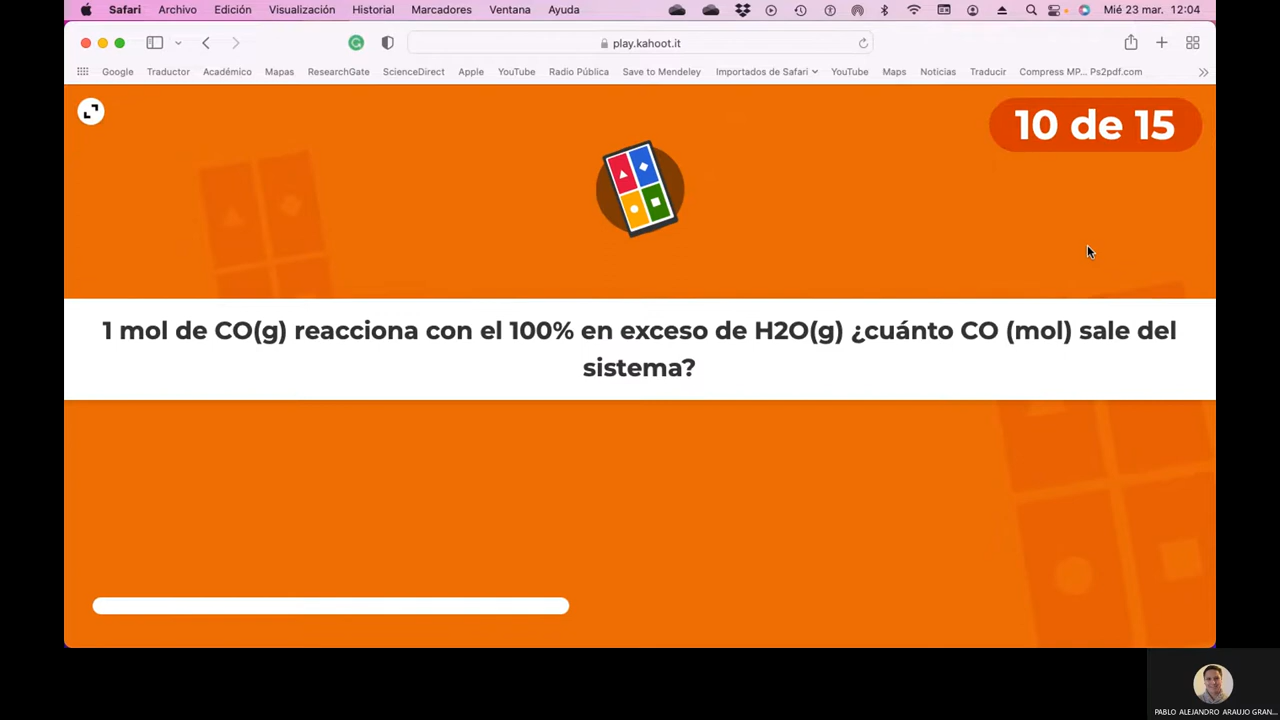 Safari Archivo Edición Visualización Historial Marcadores Ventana Ayuda Mié 23 mar. 12:04
play.kahoot.it
Google Traductor Académico Mapas ResearchGate ScienceDirect Apple YouTube Radio Pública Save to Mendeley Importados de Safari YouTube Maps Noticias Traducir Compress MP... Ps2pdf.com
10 de 15
1 mol de CO(g) reacciona con el 100% en exceso de H2O(g) ¿cuánto CO (mol) sale del
sistema?
PABLO ALEJANDRO ARAUJO GRAN...